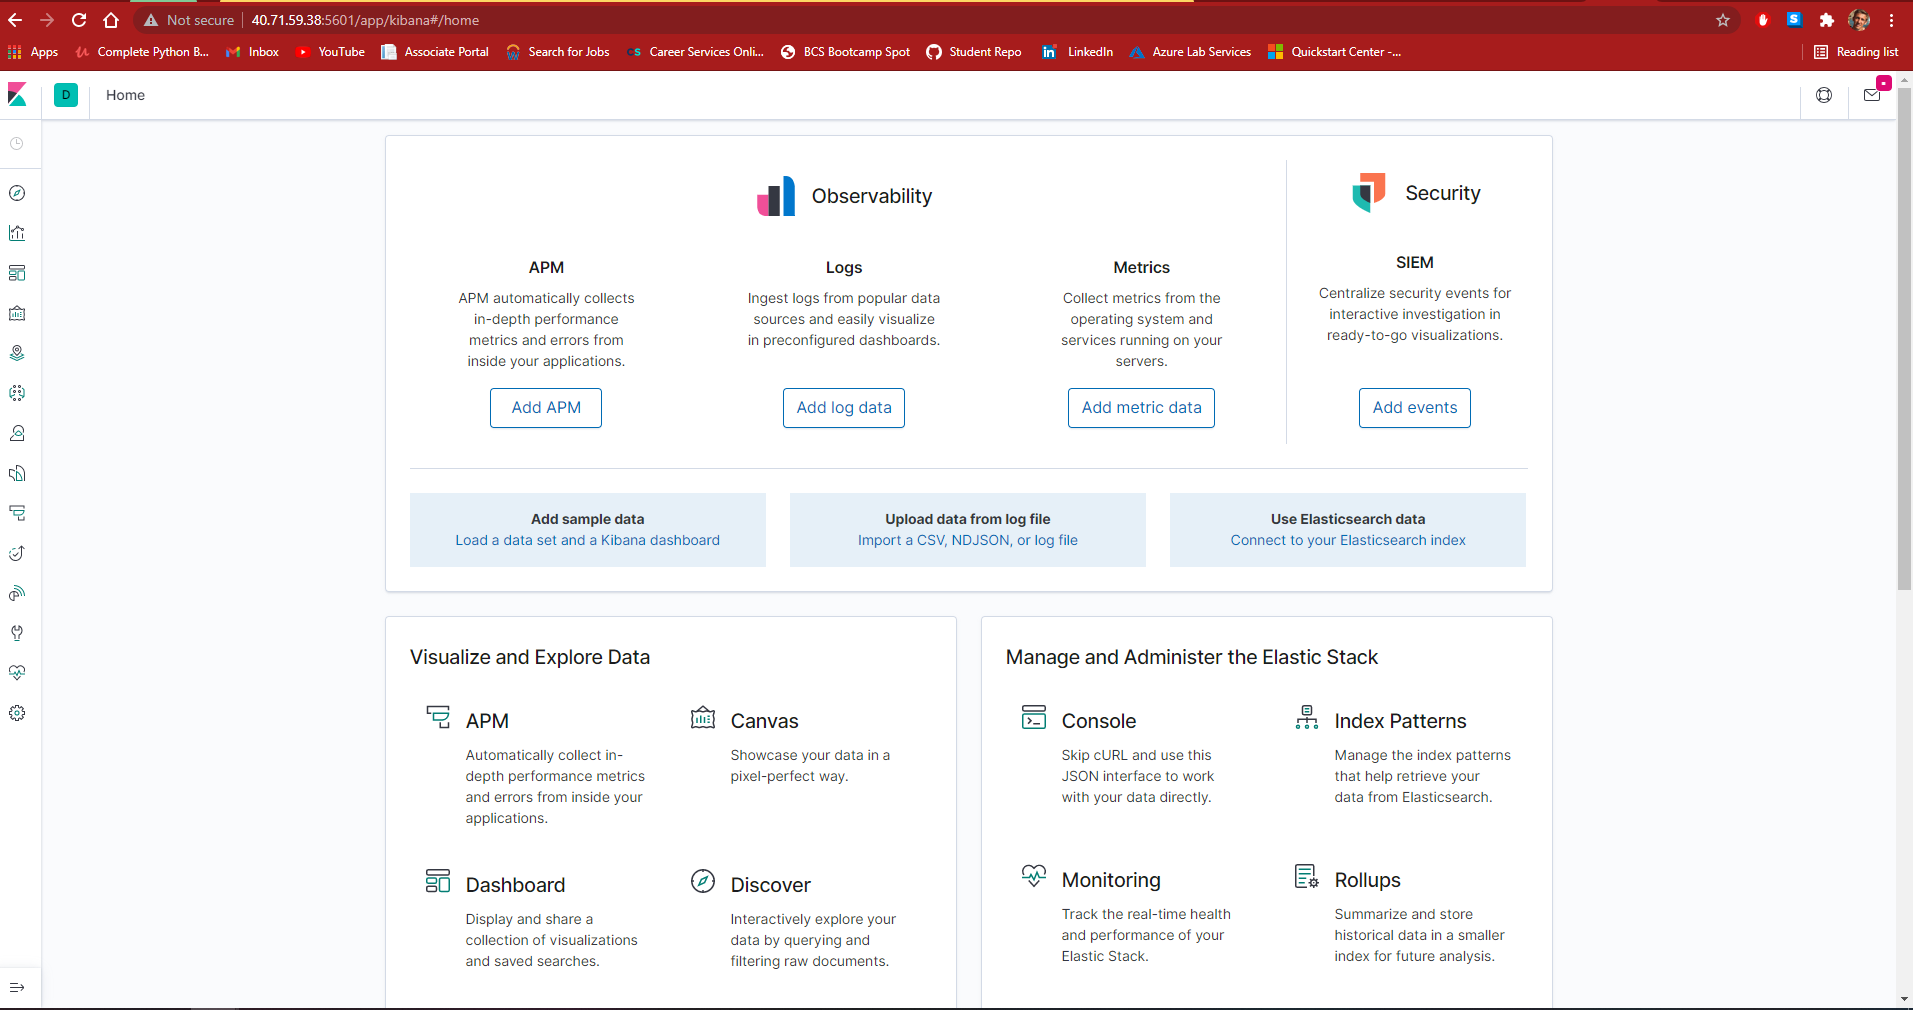 Not secure 40.71.59.38:5601/app/kibana#/home
Apps Complete Python B... Inbox YouTube Associate Portal Search for Jobs CS Career Services Onli... BCS Bootcamp Spot Student Repo LinkedIn Azure Lab Services Quickstart Center -... Reading list
D Home
Observability
Security
APM
APM automatically collects
in-depth performance
metrics and errors from
inside your applications.
Add APM
Logs
Ingest logs from popular data
sources and easily visualize
in preconfigured dashboards.
Add log data
Metrics
Collect metrics from the
operating system and
services running on your
servers.
Add metric data
SIEM
Centralize security events for
interactive investigation in
ready-to-go visualizations.
Add events
Add sample data
Load a data set and a Kibana dashboard
Upload data from log file
Import a CSV, NDJSON, or log file
Use Elasticsearch data
Connect to your Elasticsearch index
Visualize and Explore Data
APM
Automatically collect in-
depth performance metrics
and errors from inside your
applications.
Canvas
Showcase your data in a
pixel-perfect way.
Dashboard
Display and share a
collection of visualizations
and saved searches.
Discover
Interactively explore your
data by querying and
filtering raw documents.
Manage and Administer the Elastic Stack
Console
Skip cURL and use this
JSON interface to work
with your data directly.
Index Patterns
Manage the index patterns
that help retrieve your
data from Elasticsearch.
Monitoring
Track the real-time health
and performance of your
Elastic Stack.
Rollups
Summarize and store
historical data in a smaller
index for future analysis.